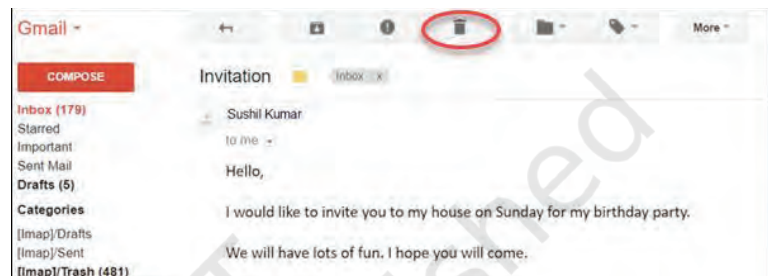 Gmail
More
COMPOSE
Invitation
Inbox x
Inbox (179)
Starred
Important
Sent Mail
Drafts (5)
Categories
[Imap]/Drafts
[Imap]/Sent
[Imap]/Trash (481)
Sushil Kumar
to me
Hello,
I would like to invite you to my house on Sunday for my birthday party.
We will have lots of fun. I hope you will come.